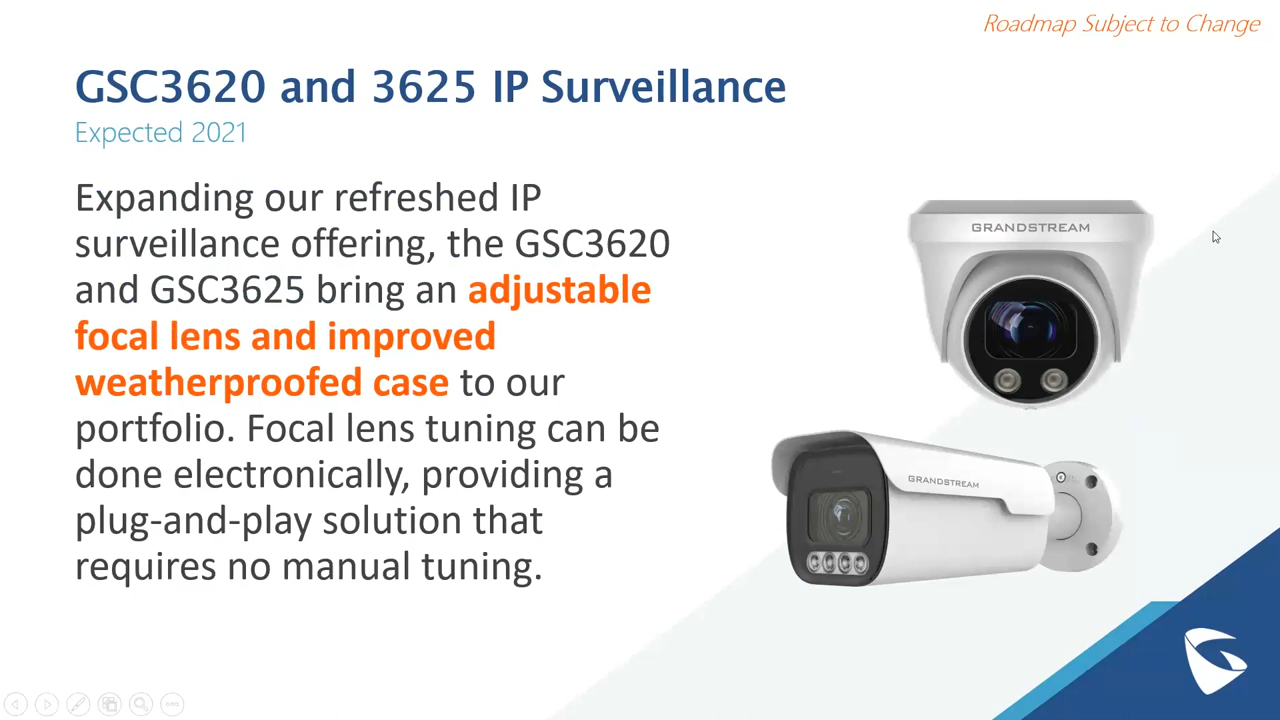 Roadmap Subject to Change
GSC3620 and 3625 IP Surveillance
Expected 2021
Expanding our refreshed IP
surveillance offering, the GSC3620
and GSC3625 bring an adjustable
focal lens and improved
weatherproofed case to our
portfolio. Focal lens tuning can be
done electronically, providing a
plug-and-play solution that
requires no manual tuning.
GRANDSTREAM
GRANDSTREAM